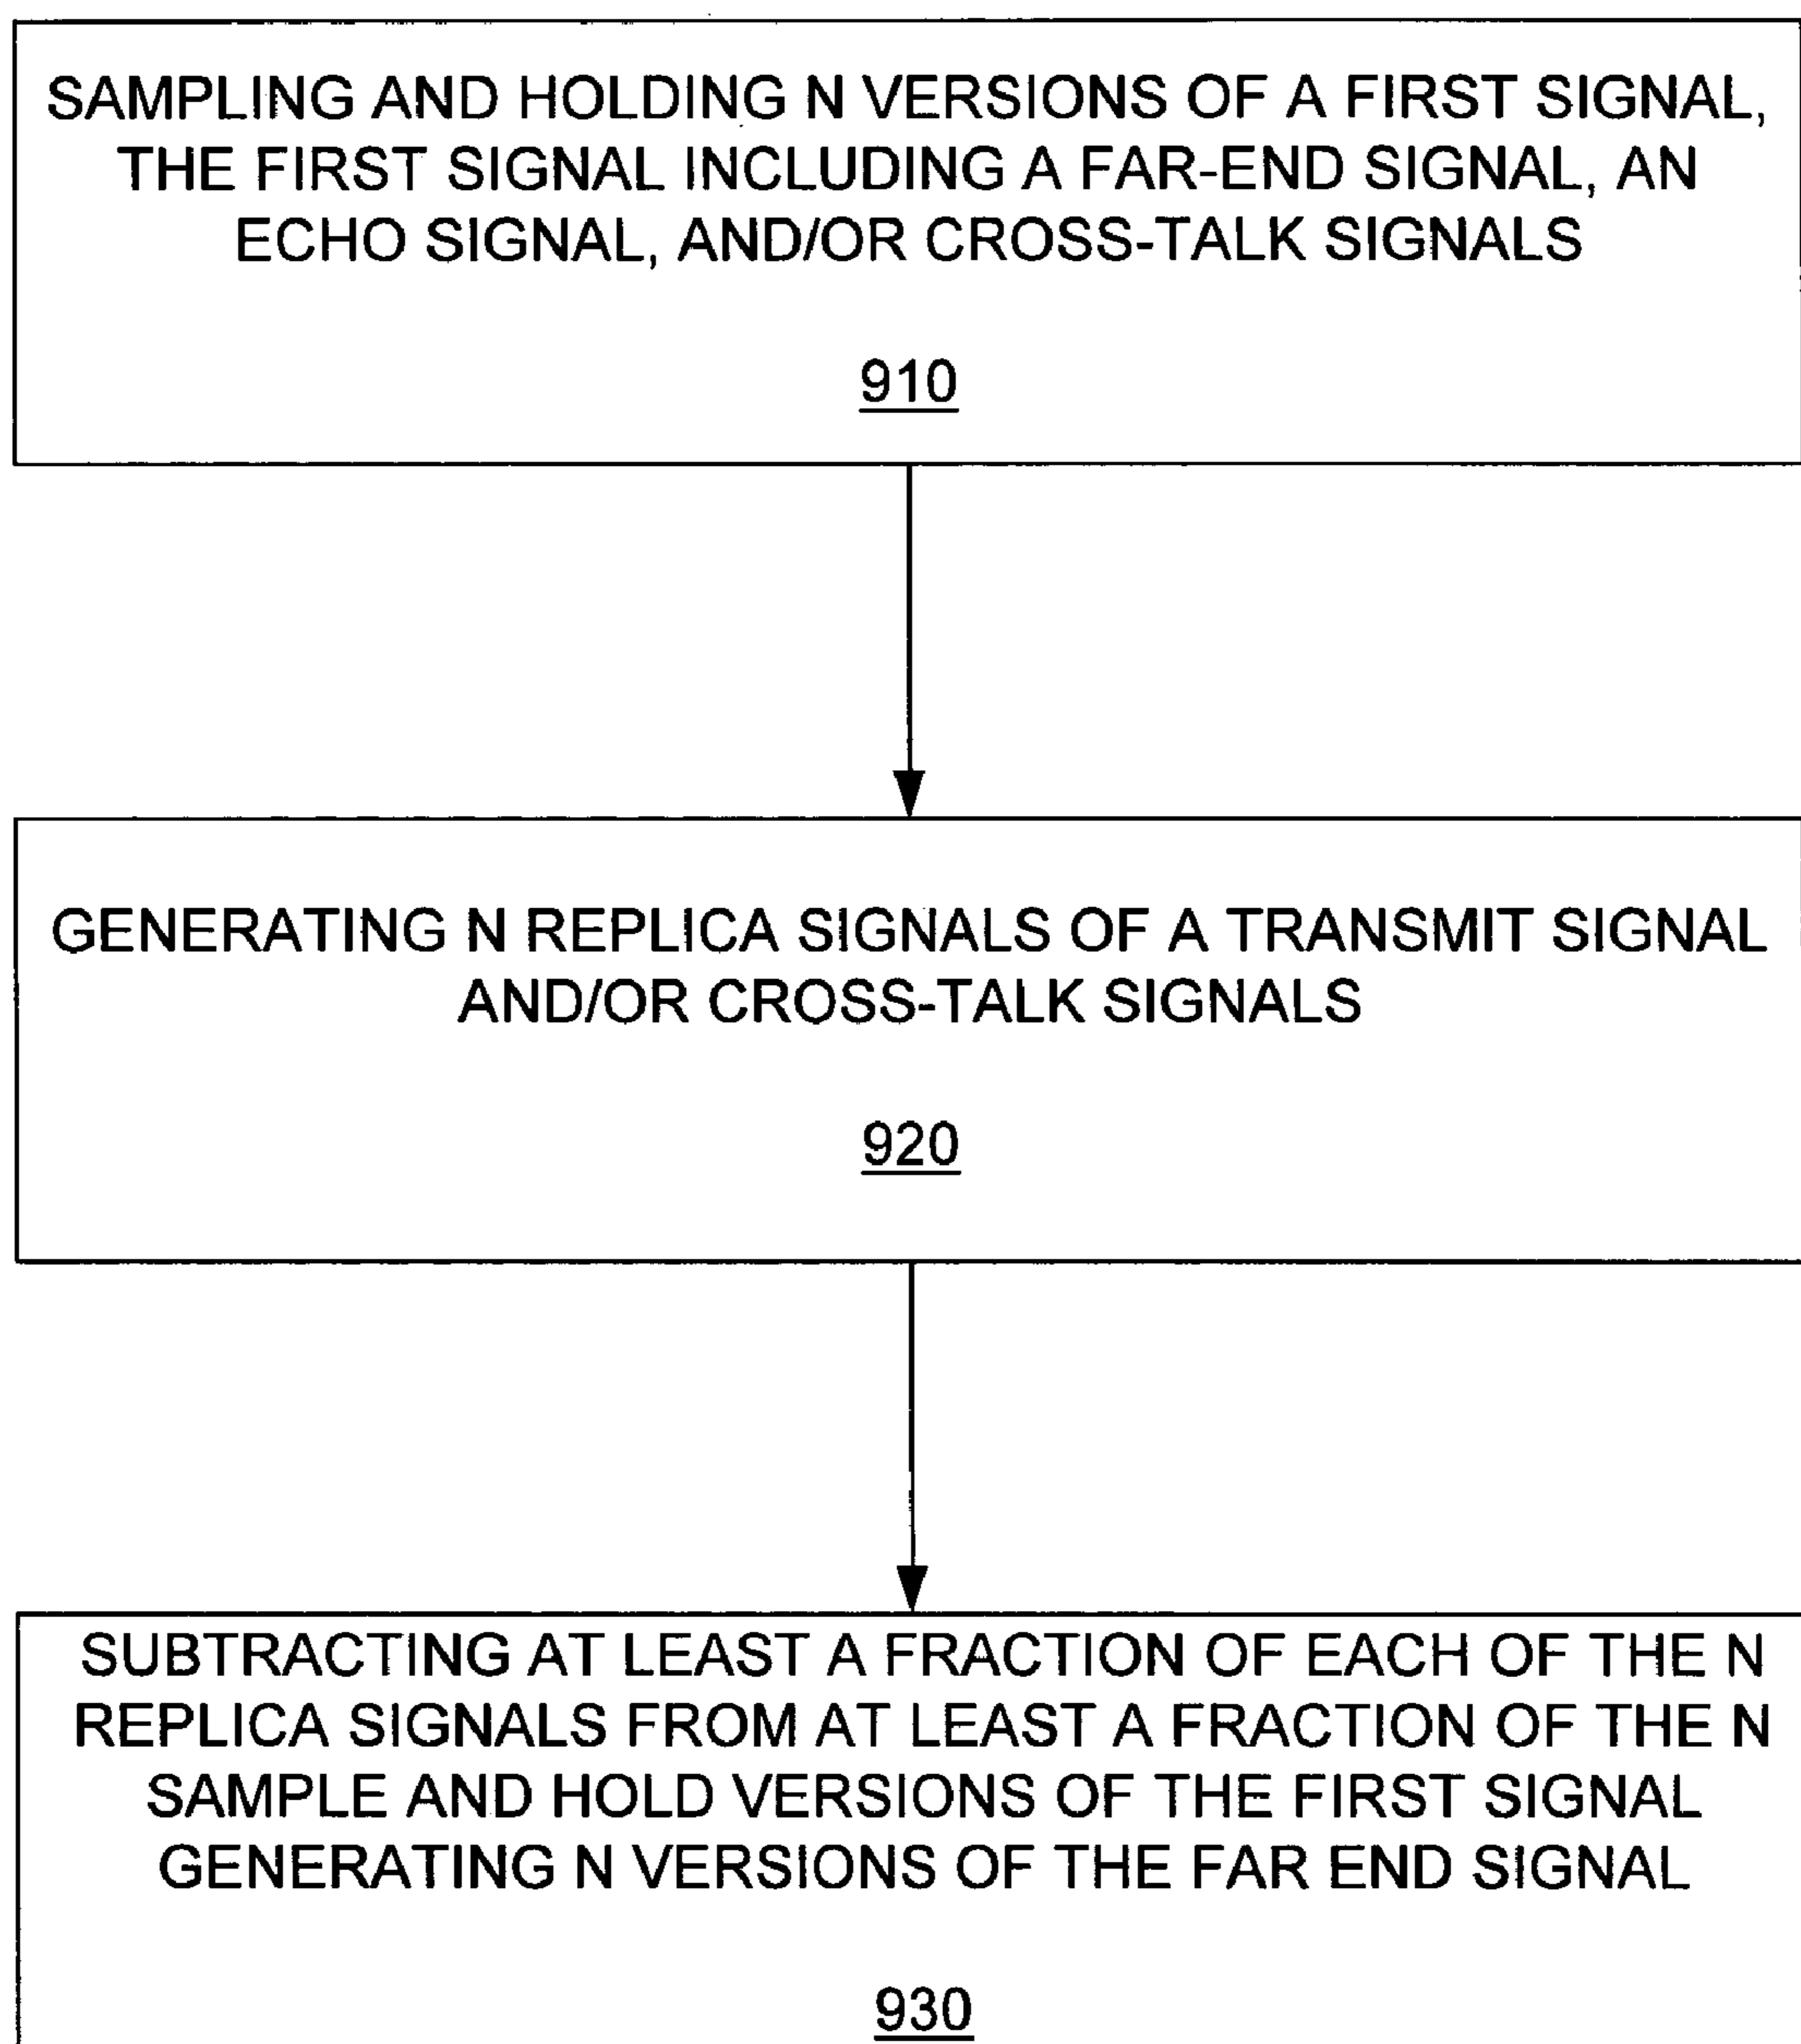 SAMPLING AND HOLDING N VERSIONS OF A FIRST SIGNAL,
THE FIRST SIGNAL INCLUDING A FAR-END SIGNAL, AN
ECHO SIGNAL, AND/OR CROSS-TALK SIGNALS
910
GENERATING N REPLICA SIGNALS OF A TRANSMIT SIGNAL
AND/OR CROSS-TALK SIGNALS
920
SUBTRACTING AT LEAST A FRACTION OF EACH OF THE N
REPLICA SIGNALS FROM AT LEAST A FRACTION OF THE N
SAMPLE AND HOLD VERSIONS OF THE FIRST SIGNAL
GENERATING N VERSIONS OF THE FAR END SIGNAL
930